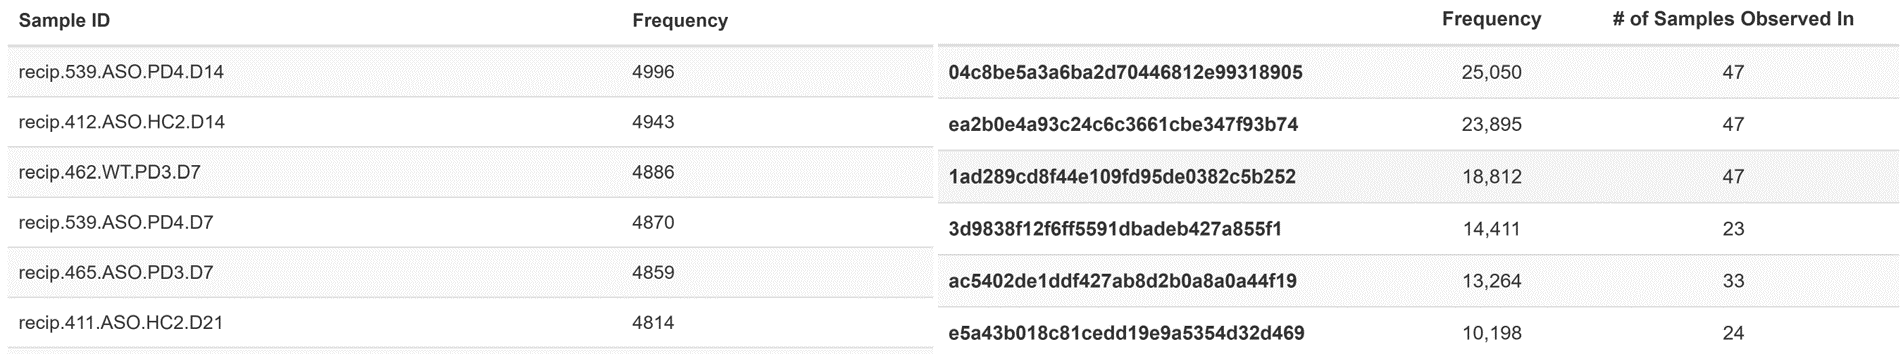 Sample ID Frequency
recip.539.ASO.PD4.D14 4996
recip.412.ASO.HC2.D14 4943
recip.462.WT.PD3.D7 4886
recip.539.ASO.PD4.D7 4870
recip.465.ASO.PD3.D7 4859
recip.411.ASO.HC2.D21 4814
Frequency # of Samples Observed In
04c8be5a3a6ba2d70446812e99318905 25,050 47
ea2b0e4a93c24c6c3661cbe347f93b74 23,895 47
1ad289cd8f44e109fd95de0382c5b252 18,812 47
3d9838f12f6ff5591dbadeb427a855f1 14,411 23
ac5402de1ddf427ab8d2b0a8a0a44f19 13,264 33
e5a43b018c81cedd19e9a5354d32d469 10,198 24